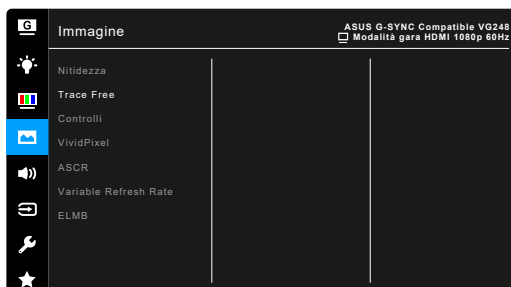 G
Immagine
ASUS G-SYNC Compatible VG248
Modalità gara HDMI 1080p 60Hz
Nitidezza
Trace Free
Controlli
VividPixel
ASCR
Variable Refresh Rate
ELMB